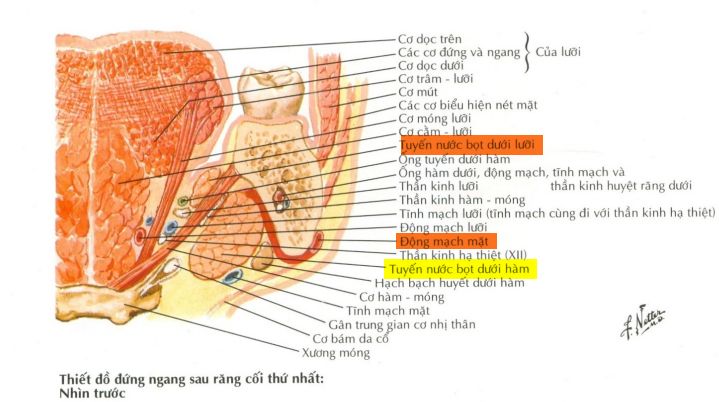 Cơ dọc trên
Các cơ đứng và ngang
Của lưỡi
Cơ dọc dưới
Cơ trâm - lưỡi
Cơ mút
Các cơ biểu hiện nét mặt
Cơ móng lưỡi
Cơ cằm - lưỡi
Tuyến nước bọt dưới lưỡi
Ống tuyến dưới hàm
Ống hàm dưới, động mạch, tĩnh mạch và
Thần kinh lưỡi thần kinh huyệt răng dưới
Thần kinh hàm - móng
Tĩnh mạch lưỡi (tĩnh mạch cùng đi với thần kinh hạ thiệt)
Động mạch lưỡi
Động mạch mặt
Thần kinh hạ thiệt (XII)
Tuyến nước bọt dưới hàm
Hạch bạch huyết dưới hàm
Cơ hàm - móng
Tĩnh mạch mặt
Gân trung gian cơ nhị thân
Cơ bám da cổ
Xương móng
F. Netter
M.D.
Thiết đồ đứng ngang sau răng cối thứ nhất:
Nhìn trước